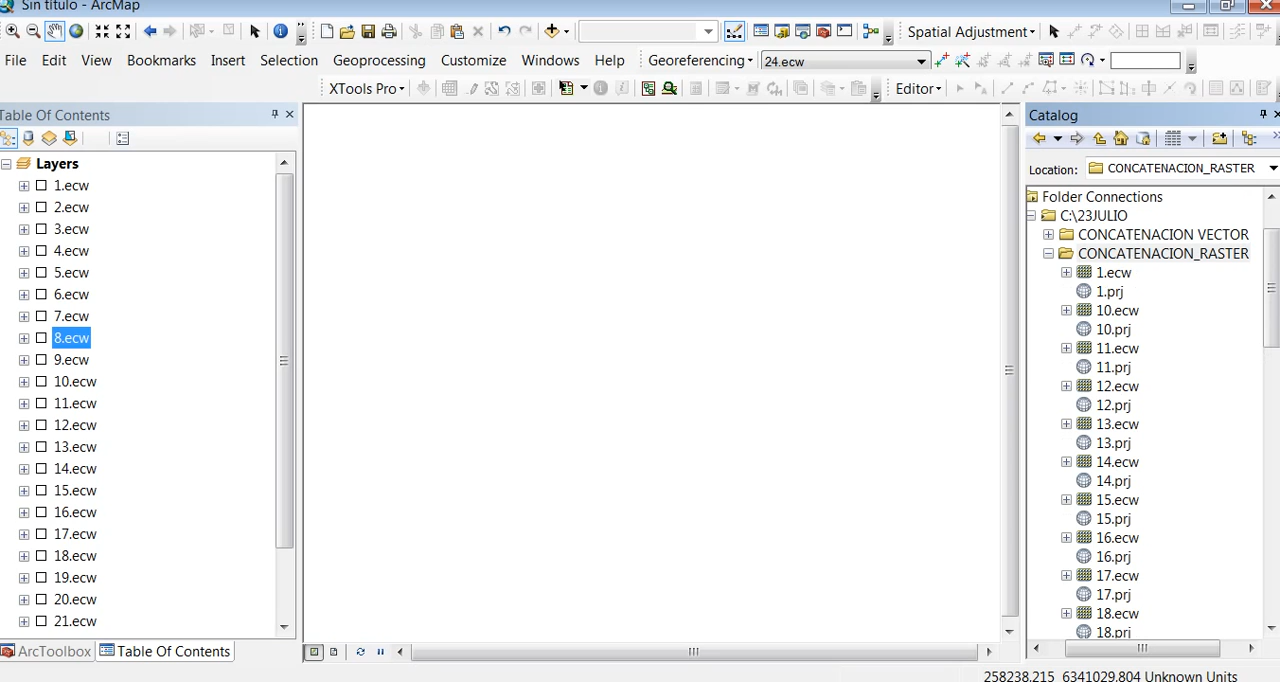 Sin título - ArcMap
Spatial Adjustment
File Edit View Bookmarks Insert Selection Geoprocessing Customize Windows Help Georeferencing 24.ecw
XTools Pro Editor
Table Of Contents
Layers
1.ecw
2.ecw
3.ecw
4.ecw
5.ecw
6.ecw
7.ecw
8.ecw
9.ecw
10.ecw
11.ecw
12.ecw
13.ecw
14.ecw
15.ecw
16.ecw
17.ecw
18.ecw
19.ecw
20.ecw
21.ecw
ArcToolbox Table Of Contents
Catalog
Location: CONCATENACION_RASTER
Folder Connections
C:\23JULIO
CONCATENACION VECTOR
CONCATENACION_RASTER
1.ecw
1.prj
10.ecw
10.prj
11.ecw
11.prj
12.ecw
12.prj
13.ecw
13.prj
14.ecw
14.prj
15.ecw
15.prj
16.ecw
16.prj
17.ecw
17.prj
18.ecw
18.prj
258238.215 6341029.804 Unknown Units